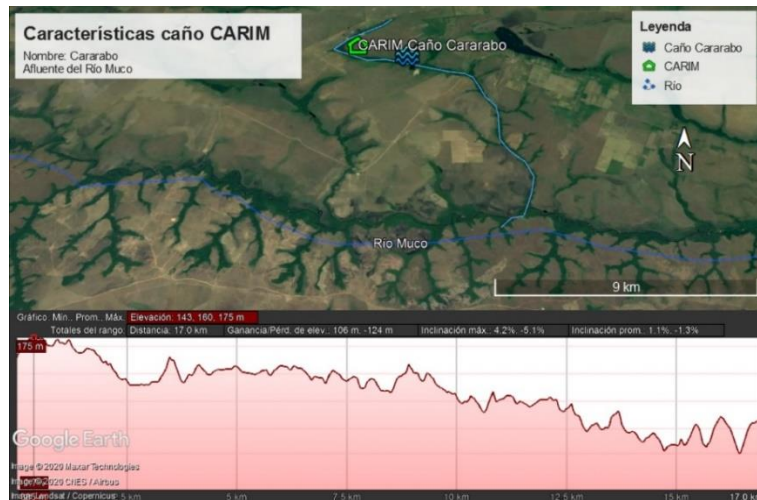 Características caño CARIM
Nombre: Cararabo
Afluente del Río Muco
CARIM Caño Cararabo
Leyenda
Caño Cararabo
CARIM
Río
N
Río Muco
9 km
Gráfico: Mín., Prom., Máx. Elevación: 143, 160, 175 m
Totales del rango: Distancia: 17.0 km Ganancia/Pérd. de elev.: 106 m, -124 m Inclinación máx.: 4.2%, -5.1% Inclinación prom.: 1.1%, -1.3%
175 m
Google Earth
Image © 2020 Maxar Technologies
Image © 2020 CNES / Airbus
Image Landsat / Copernicus
5 km 7.5 km 10 km 12.5 km 15 km 17.0 km